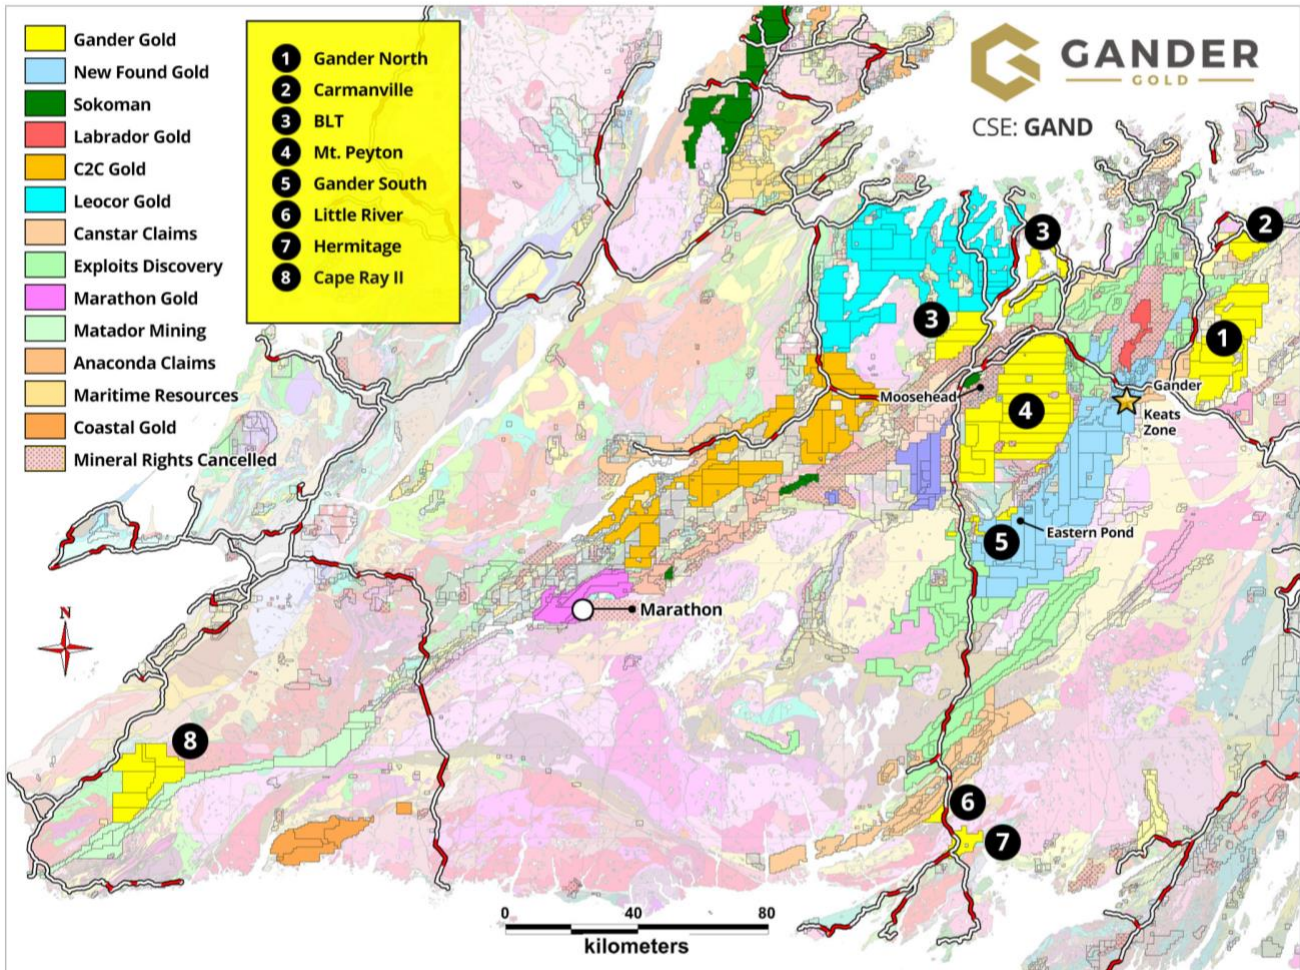 Gander Gold
New Found Gold
Sokoman
Labrador Gold
C2C Gold
Leocor Gold
Canstar Claims
Exploits Discovery
Marathon Gold
Matador Mining
Anaconda Claims
Maritime Resources
Coastal Gold
Mineral Rights Cancelled
1 Gander North
2 Carmanville
3 BLT
4 Mt. Peyton
5 Gander South
6 Little River
7 Hermitage
8 Cape Ray II
GANDER
GOLD
CSE: GAND
2
3
3
1
Gander
Moosehead
4
Keats
Zone
Eastern Pond
5
Marathon
N
8
6
7
0 40 80
kilometers